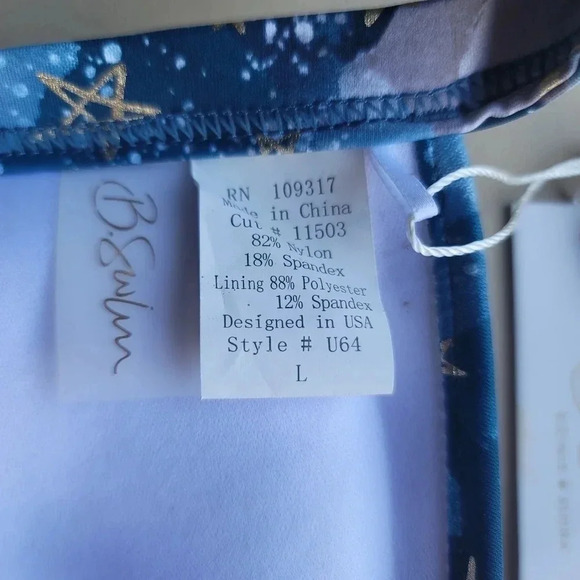 B.Swim
RN 109317
Made in China
Cut # 11503
82% Nylon
18% Spandex
Lining 88% Polyester
12% Spandex
Designed in USA
Style # U64
L